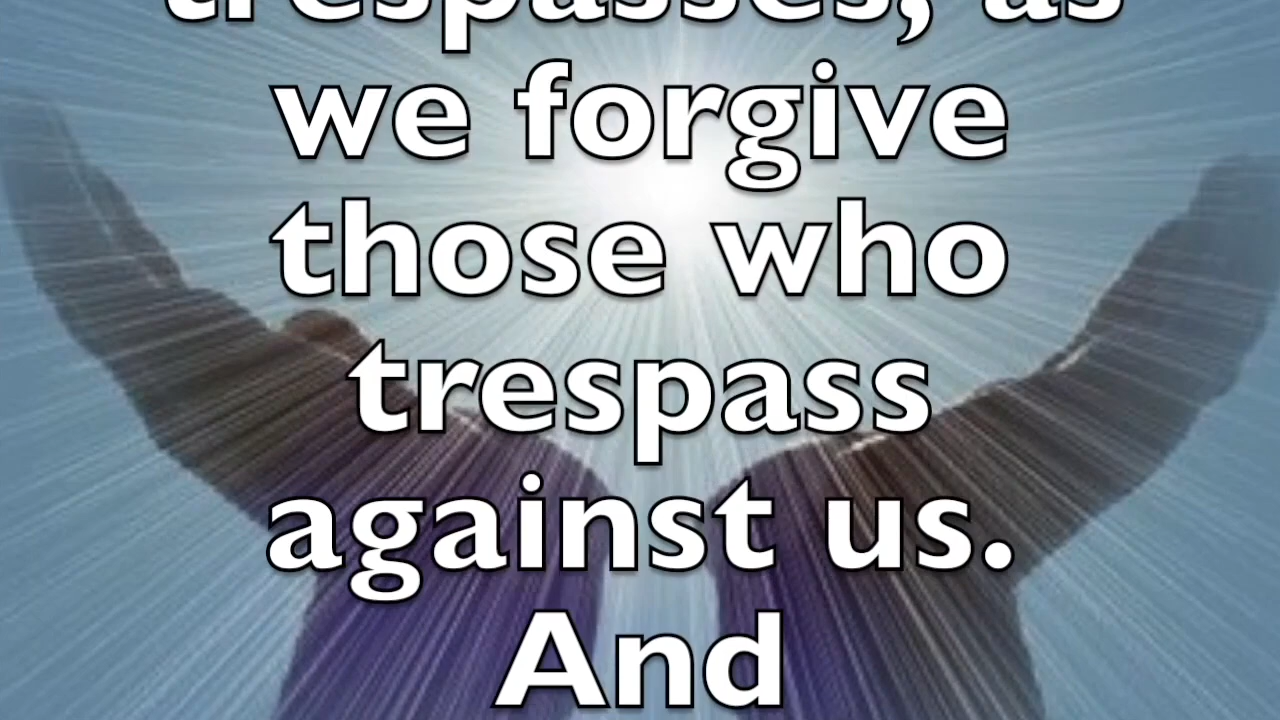 trespasses, as
we forgive
those who
trespass
against us.
And